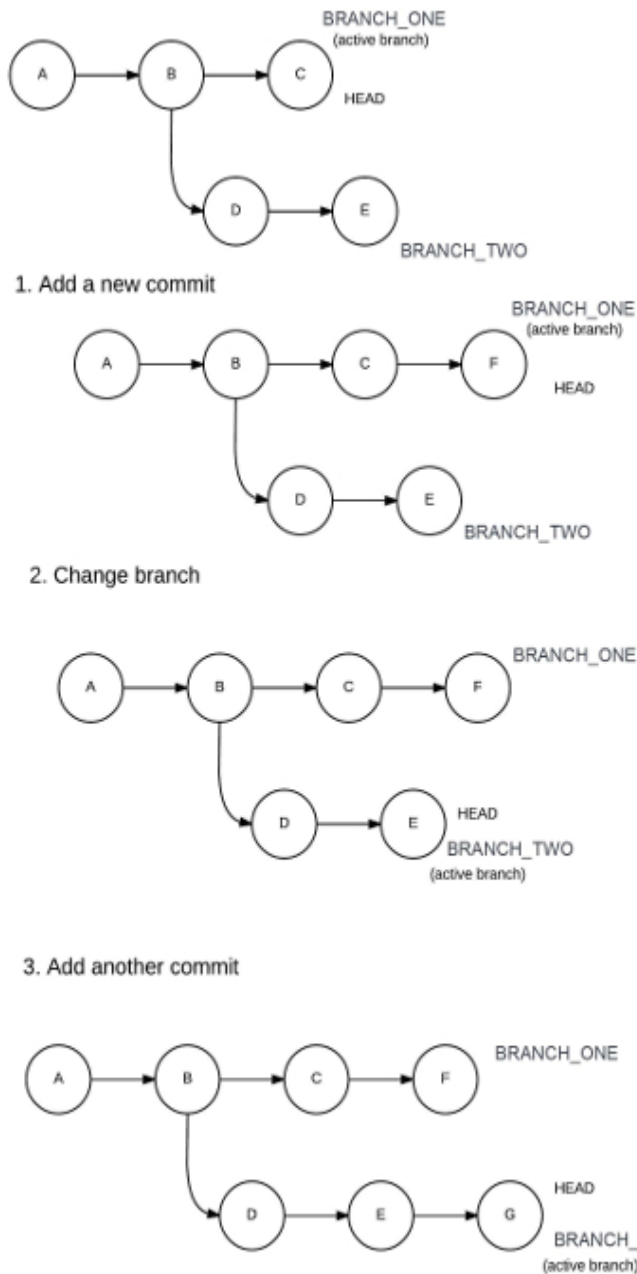 BRANCH_ONE
(active branch)
A
B
C
HEAD
D
E
BRANCH_TWO
1. Add a new commit
BRANCH_ONE
(active branch)
A
B
C
F
HEAD
D
E
BRANCH_TWO
2. Change branch
BRANCH_ONE
A
B
C
F
D
E
HEAD
BRANCH_TWO
(active branch)
3. Add another commit
BRANCH_ONE
A
B
C
F
HEAD
D
E
G
BRANCH_
(active branch)